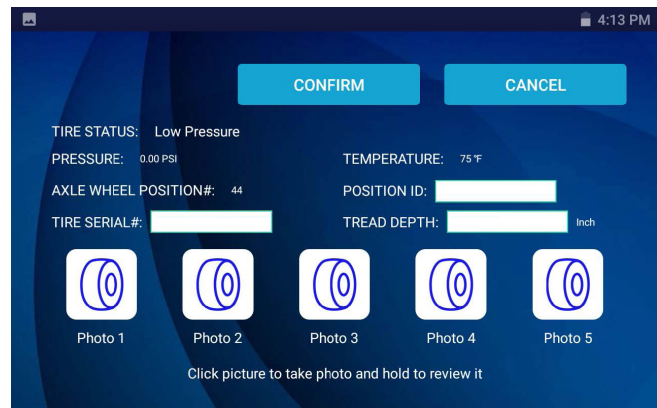 4:13 PM
CONFIRM CANCEL
TIRE STATUS: Low Pressure
PRESSURE: 0.00 PSI TEMPERATURE: 75 °F
AXLE WHEEL POSITION#: 44 POSITION ID:
TIRE SERIAL#: TREAD DEPTH: Inch
Photo 1 Photo 2 Photo 3 Photo 4 Photo 5
Click picture to take photo and hold to review it